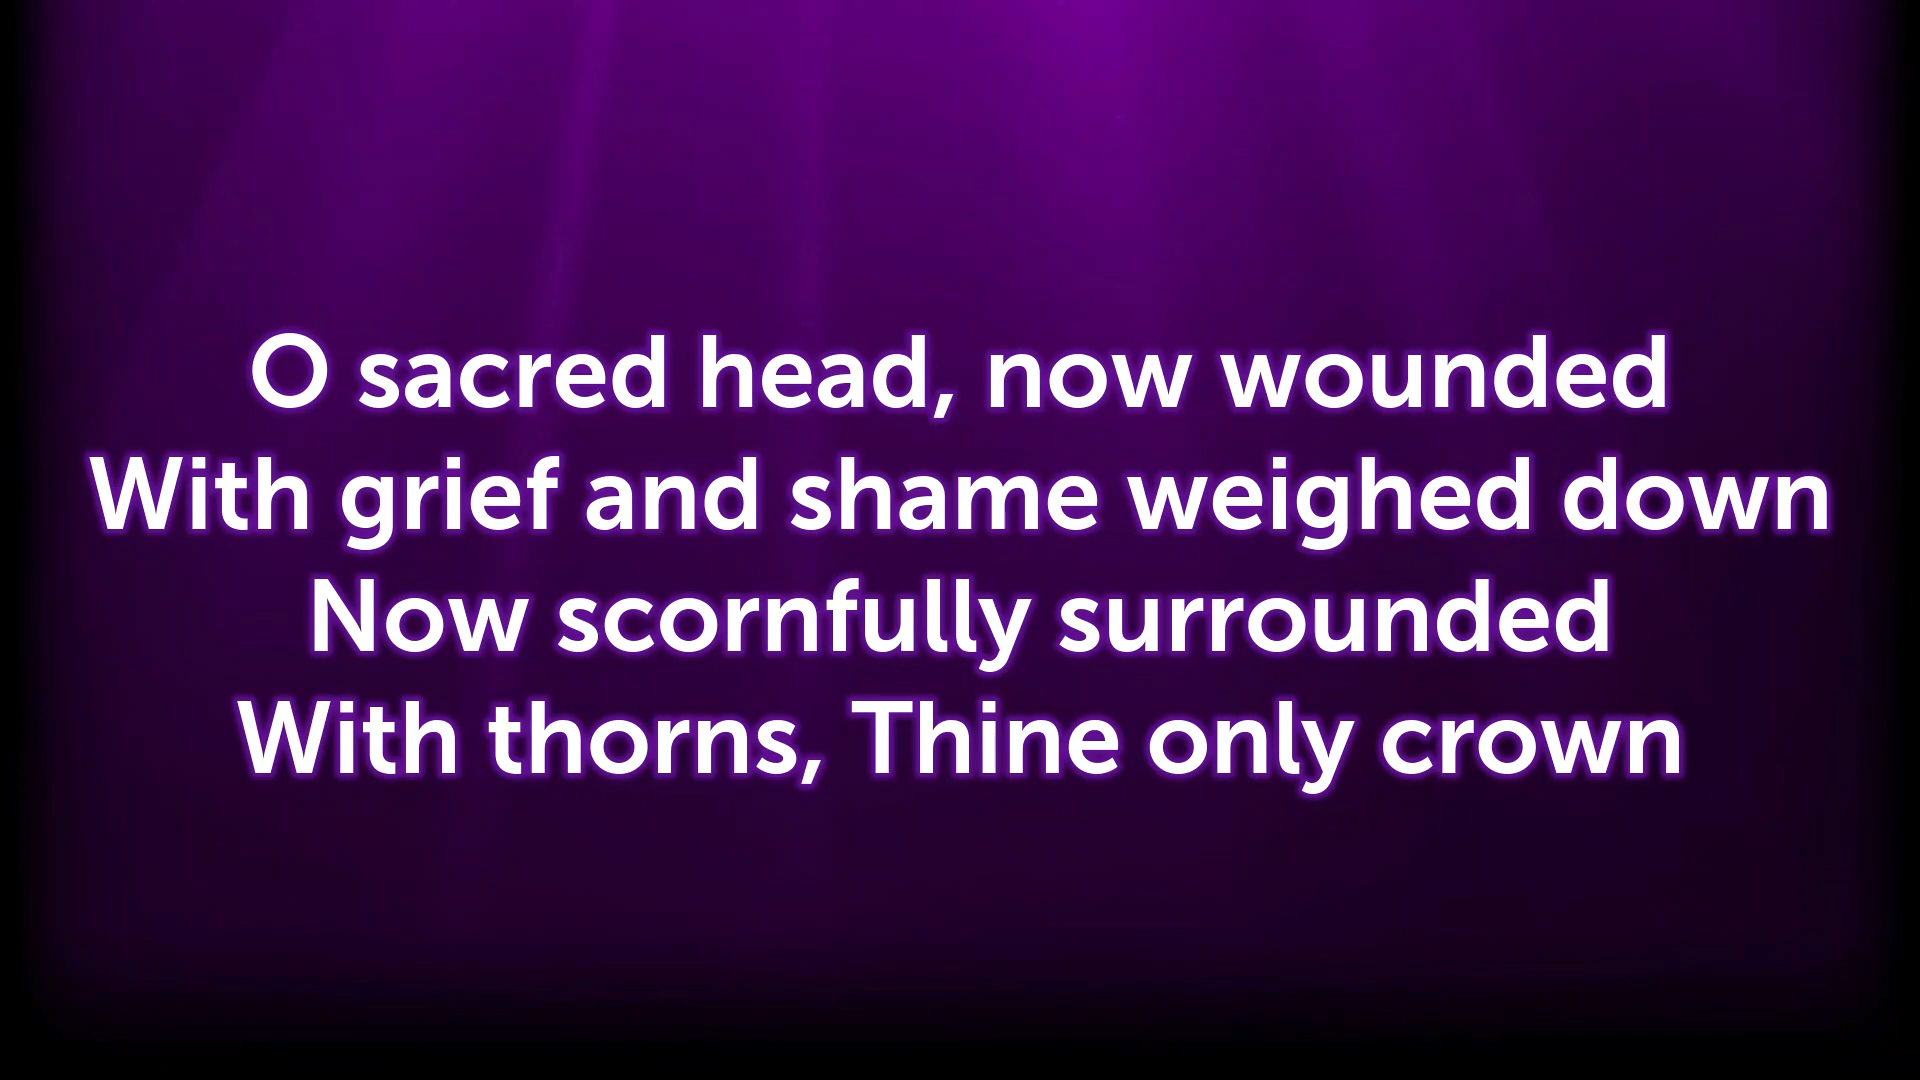 O sacred head, now wounded
With grief and shame weighed down
Now scornfully surrounded
With thorns, Thine only crown